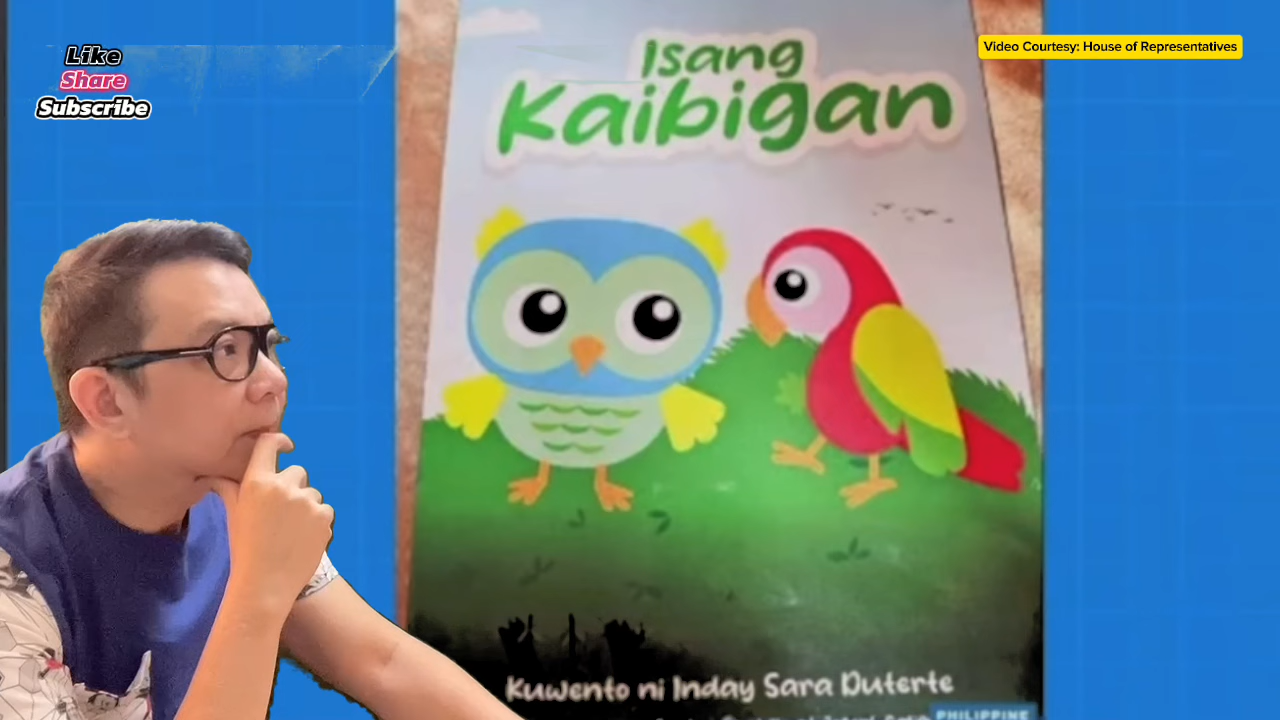 Like
Share
Subscribe
Video Courtesy: House of Representatives
Isang
Kaibigan
Kuwento ni Inday Sara Duterte
PHILIPPINE